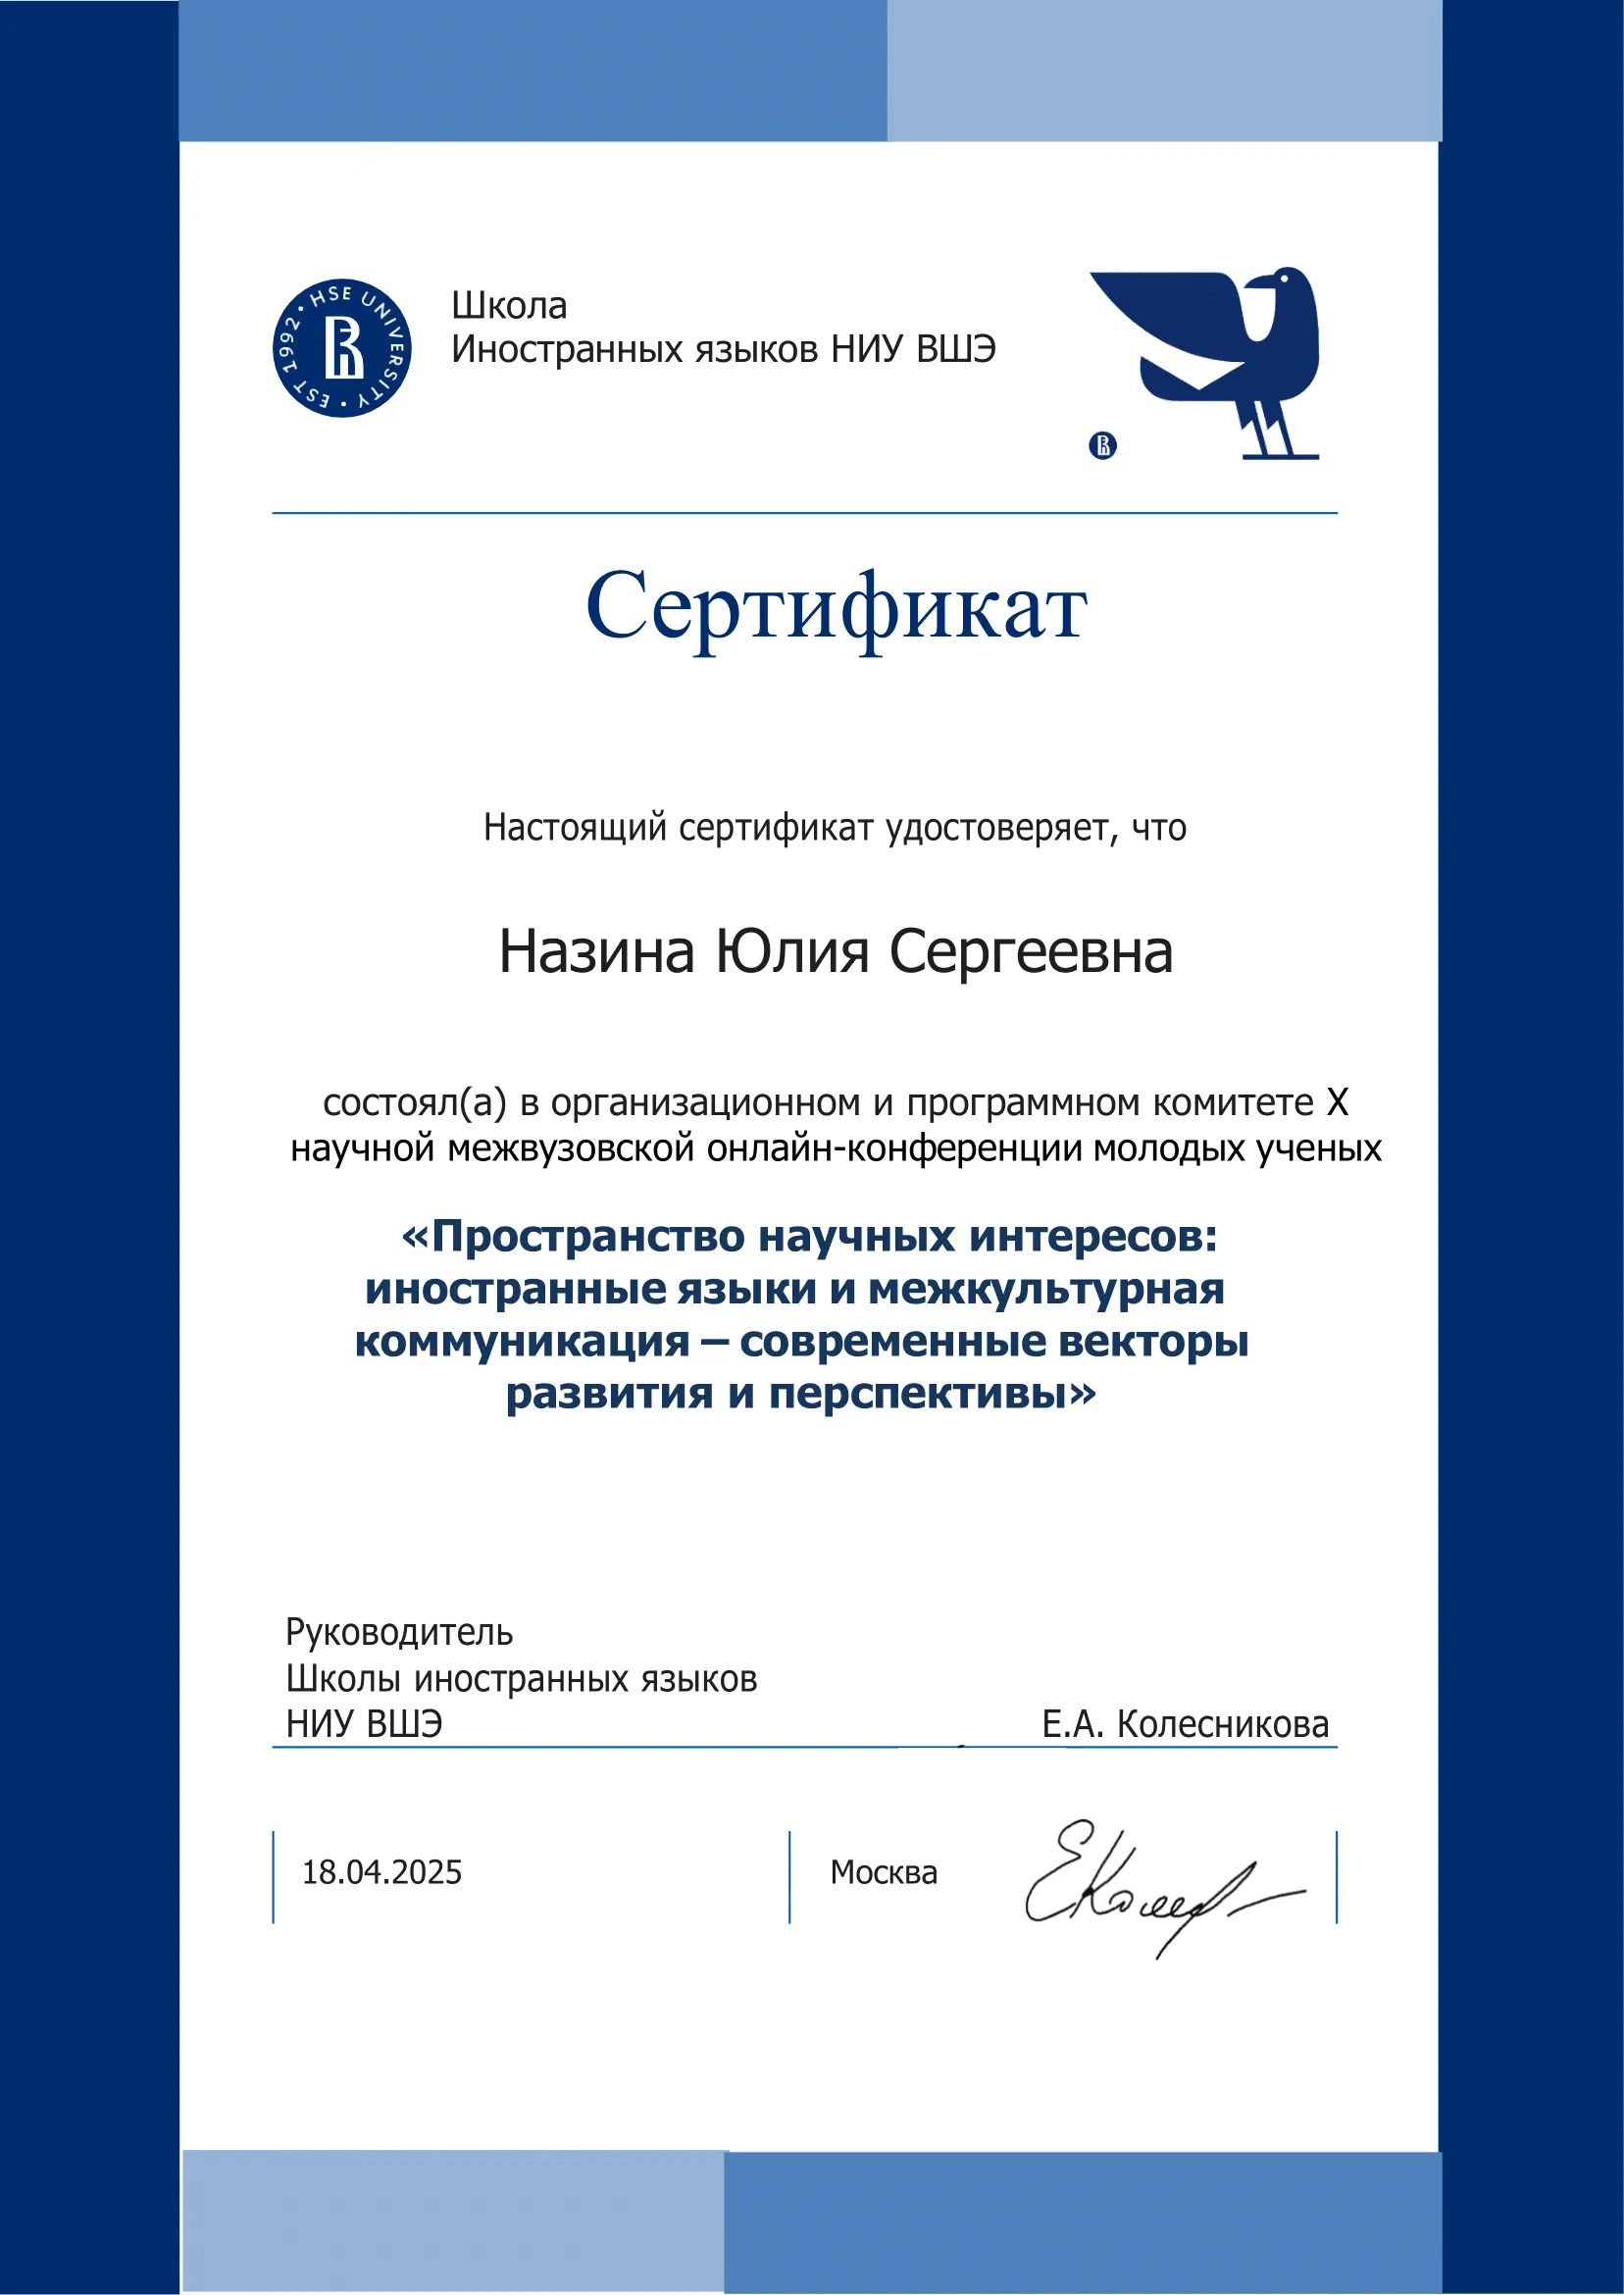 HSE UNIVERSITY • EST 1992 •
Школа
Иностранных языков НИУ ВШЭ
Сертификат
Настоящий сертификат удостоверяет, что
Назина Юлия Сергеевна
состоял(а) в организационном и программном комитете X
научной межвузовской онлайн-конференции молодых ученых
«Пространство научных интересов:
иностранные языки и межкультурная
коммуникация – современные векторы
развития и перспективы»
Руководитель
Школы иностранных языков
НИУ ВШЭ
Е.А. Колесникова
18.04.2025
Москва